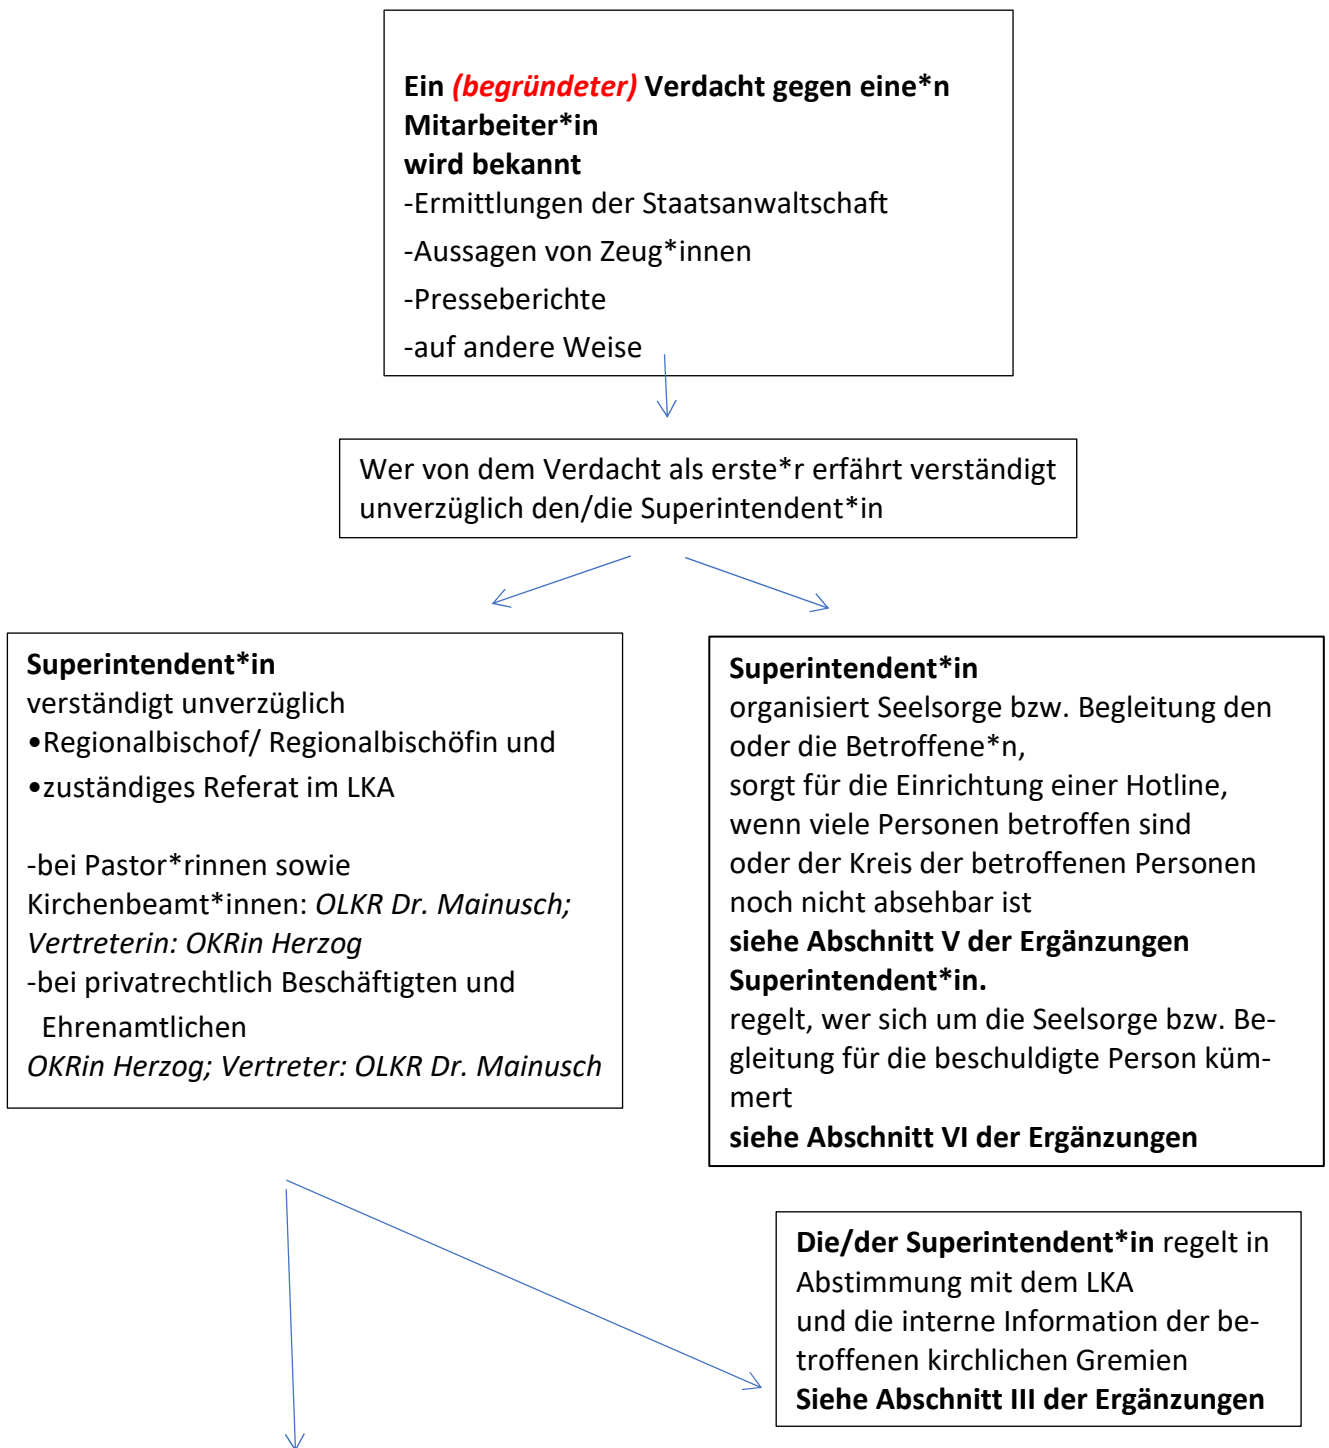 Ein (begründeter) Verdacht gegen eine*n
Mitarbeiter*in
wird bekannt
-Ermittlungen der Staatsanwaltschaft
-Aussagen von Zeug*innen
-Presseberichte
-auf andere Weise
Wer von dem Verdacht als erste*r erfährt verständigt
unverzüglich den/die Superintendent*in
Superintendent*in
verständigt unverzüglich
•Regionalbischof/ Regionalbischöfin und
•zuständiges Referat im LKA
-bei Pastor*rinnen sowie
Kirchenbeamt*innen: OLKR Dr. Mainusch;
Vertreterin: OKRin Herzog
-bei privatrechtlich Beschäftigten und
Ehrenamtlichen
OKRin Herzog; Vertreter: OLKR Dr. Mainusch
Superintendent*in
organisiert Seelsorge bzw. Begleitung den
oder die Betroffene*n,
sorgt für die Einrichtung einer Hotline,
wenn viele Personen betroffen sind
oder der Kreis der betroffenen Personen
noch nicht absehbar ist
siehe Abschnitt V der Ergänzungen
Superintendent*in.
regelt, wer sich um die Seelsorge bzw. Be-
gleitung für die beschuldigte Person küm-
mert
siehe Abschnitt VI der Ergänzungen
Die/der Superintendent*in regelt in
Abstimmung mit dem LKA
und die interne Information der be-
troffenen kirchlichen Gremien
Siehe Abschnitt III der Ergänzungen